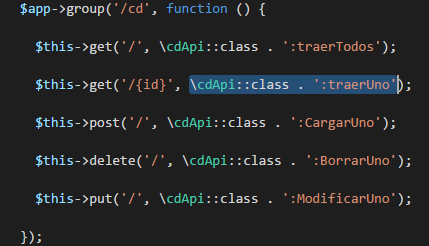 $app->group('/cd', function () {
$this->get('/', \cdApi::class . ':traerTodos');
$this->get('/{id}', \cdApi::class . ':traerUno');
$this->post('/', \cdApi::class . ':CargarUno');
$this->delete('/', \cdApi::class . ':BorrarUno');
$this->put('/', \cdApi::class . ':ModificarUno');
});